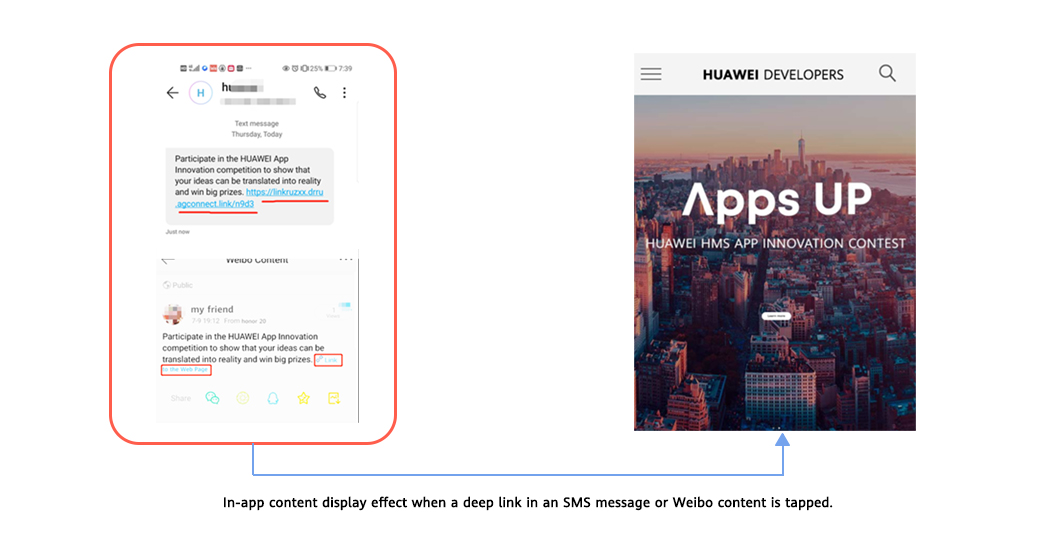 25% 7:39
H
hu
Text message
Thursday, Today
Participate in the HUAWEI App
Innovation competition to show that
your ideas can be translated into reality
and win big prizes. https://linkruzxx.drru
.agconnect.link/n9d3
Just now
Weibo Content
Public
my friend
From honor 20
Participate in the HUAWEI App Innovation
competition to show that your ideas can be
translated into reality and win big prizes. Link
to the Web Page
Share
HUAWEI DEVELOPERS
Apps UP
HUAWEI HMS APP INNOVATION CONTEST
In-app content display effect when a deep link in an SMS message or Weibo content is tapped.